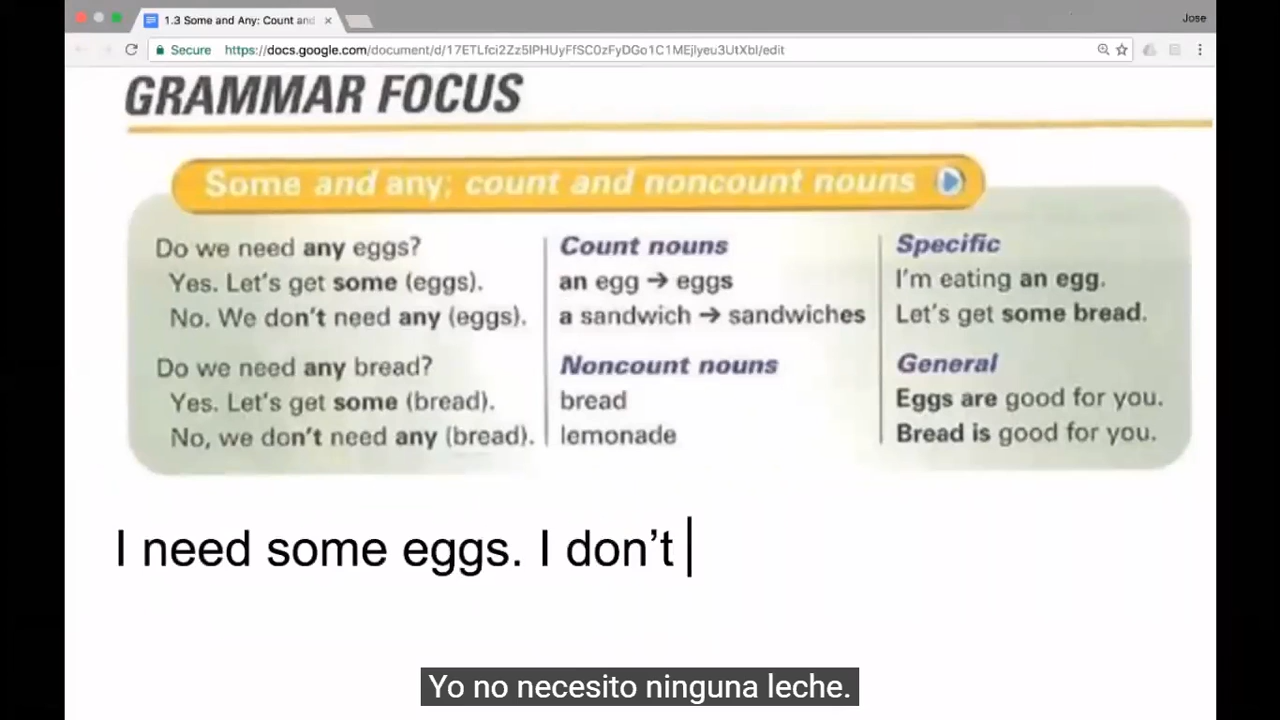 1.3 Some and Any: Count and
Jose
Secure https://docs.google.com/document/d/17ETLfci2Zz5IPHUyFfSC0zFyDGo1C1MEjlyeu3UtXbI/edit
GRAMMAR FOCUS
Some and any; count and noncount nouns
Do we need any eggs?
Yes. Let's get some (eggs).
No. We don't need any (eggs).
Do we need any bread?
Yes. Let's get some (bread).
No, we don't need any (bread).
Count nouns
an egg → eggs
a sandwich → sandwiches
Noncount nouns
bread
lemonade
Specific
I'm eating an egg.
Let's get some bread.
General
Eggs are good for you.
Bread is good for you.
I need some eggs. I don't
Yo no necesito ninguna leche.